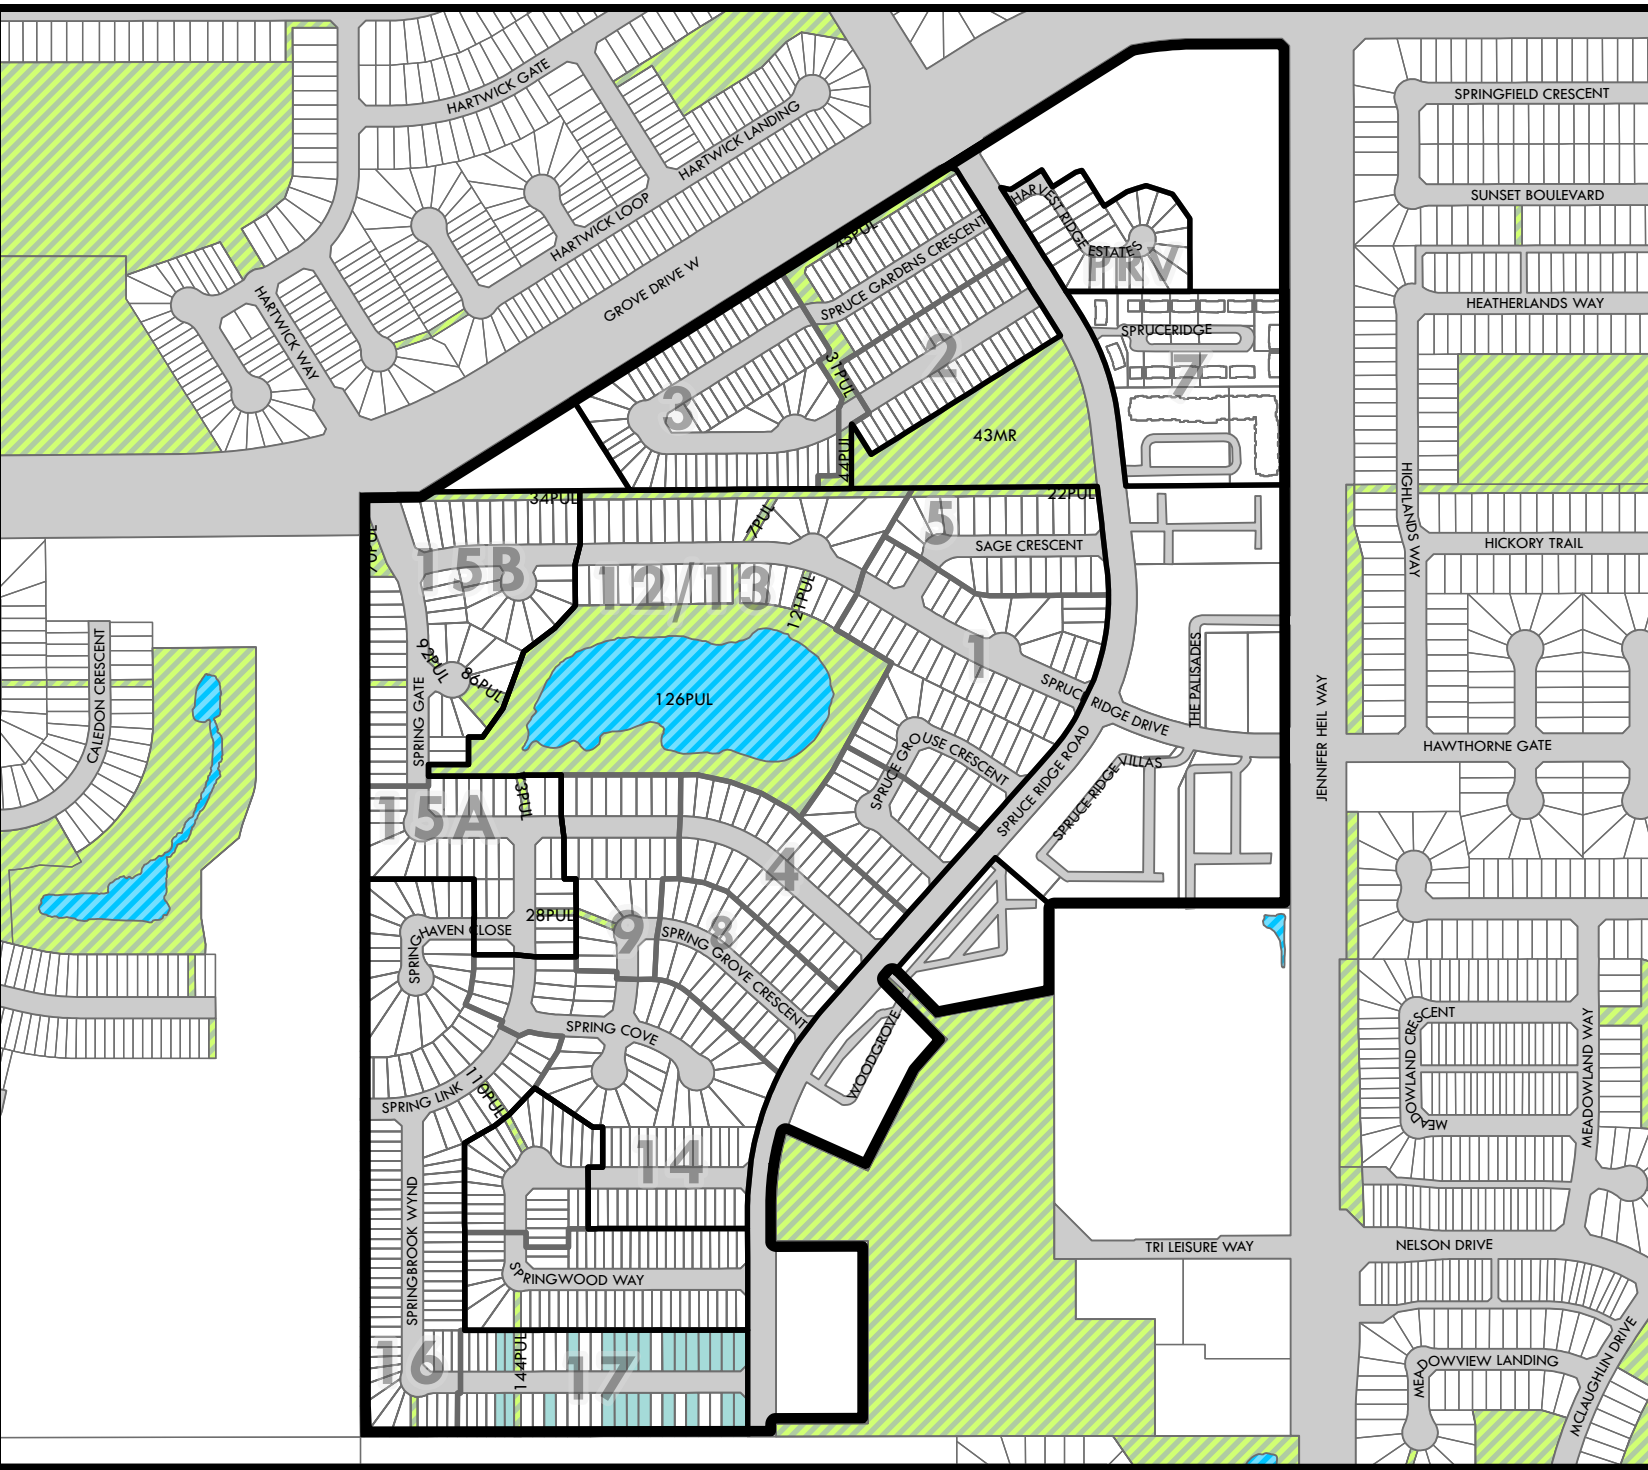 HARTWICK GATE
HARTWICK LANDING
SPRINGFIELD CRESCENT
SUNSET BOULEVARD
HARVEST RIDGE
ESTATES
PRV
45PUL
SPRUCE GARDENS CRESCENT
HARTWICK LOOP
GROVE DRIVE W
HARTWICK WAY
HEATHERLANDS WAY
SPRUCERIDGE
7
2
31PUL
3
43MR
44PUL
HIGHLANDS WAY
34PUL
22PUL
7PUL
5
SAGE CRESCENT
HICKORY TRAIL
15B
12/13
121PUL
1
92PUL
86PUL
126PUL
CALEDON CRESCENT
SPRING GATE
SPRUCE RIDGE DRIVE
THE PALISADES
JENNIFER HEIL WAY
HAWTHORNE GATE
SPRUCE GROUSE CRESCENT
SPRUCE RIDGE ROAD
SPRUCE RIDGE VILLAS
15A
4
28PUL
9
8
SPRING HAVEN CLOSE
SPRING GROVE CRESCENT
SPRING COVE
WOODGROVE
MEADOWLAND CRESCENT
MEADOWLAND WAY
MEAD
SPRING LINK
110PUL
14
SPRINGBROOK WYND
SPRINGWOOD WAY
TRI LEISURE WAY
NELSON DRIVE
16
144PUL
17
MEADOWVIEW LANDING
MCLAUGHLIN DRIVE